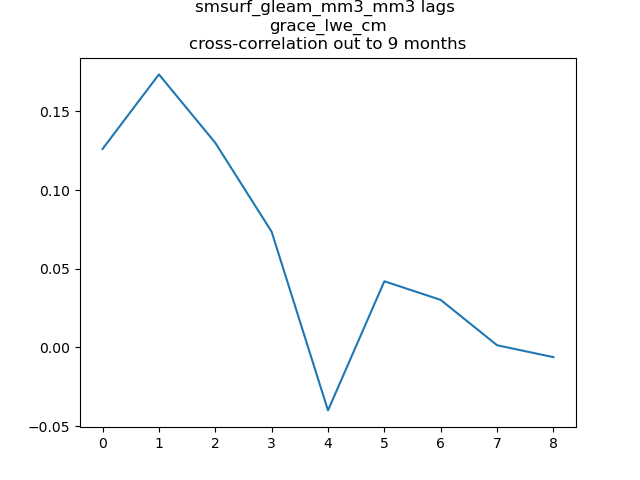 smsurf_gleam_mm3_mm3 lags
grace_lwe_cm
cross-correlation out to 9 months
0.15
0.10
0.05
0.00
−0.05
0 1 2 3 4 5 6 7 8